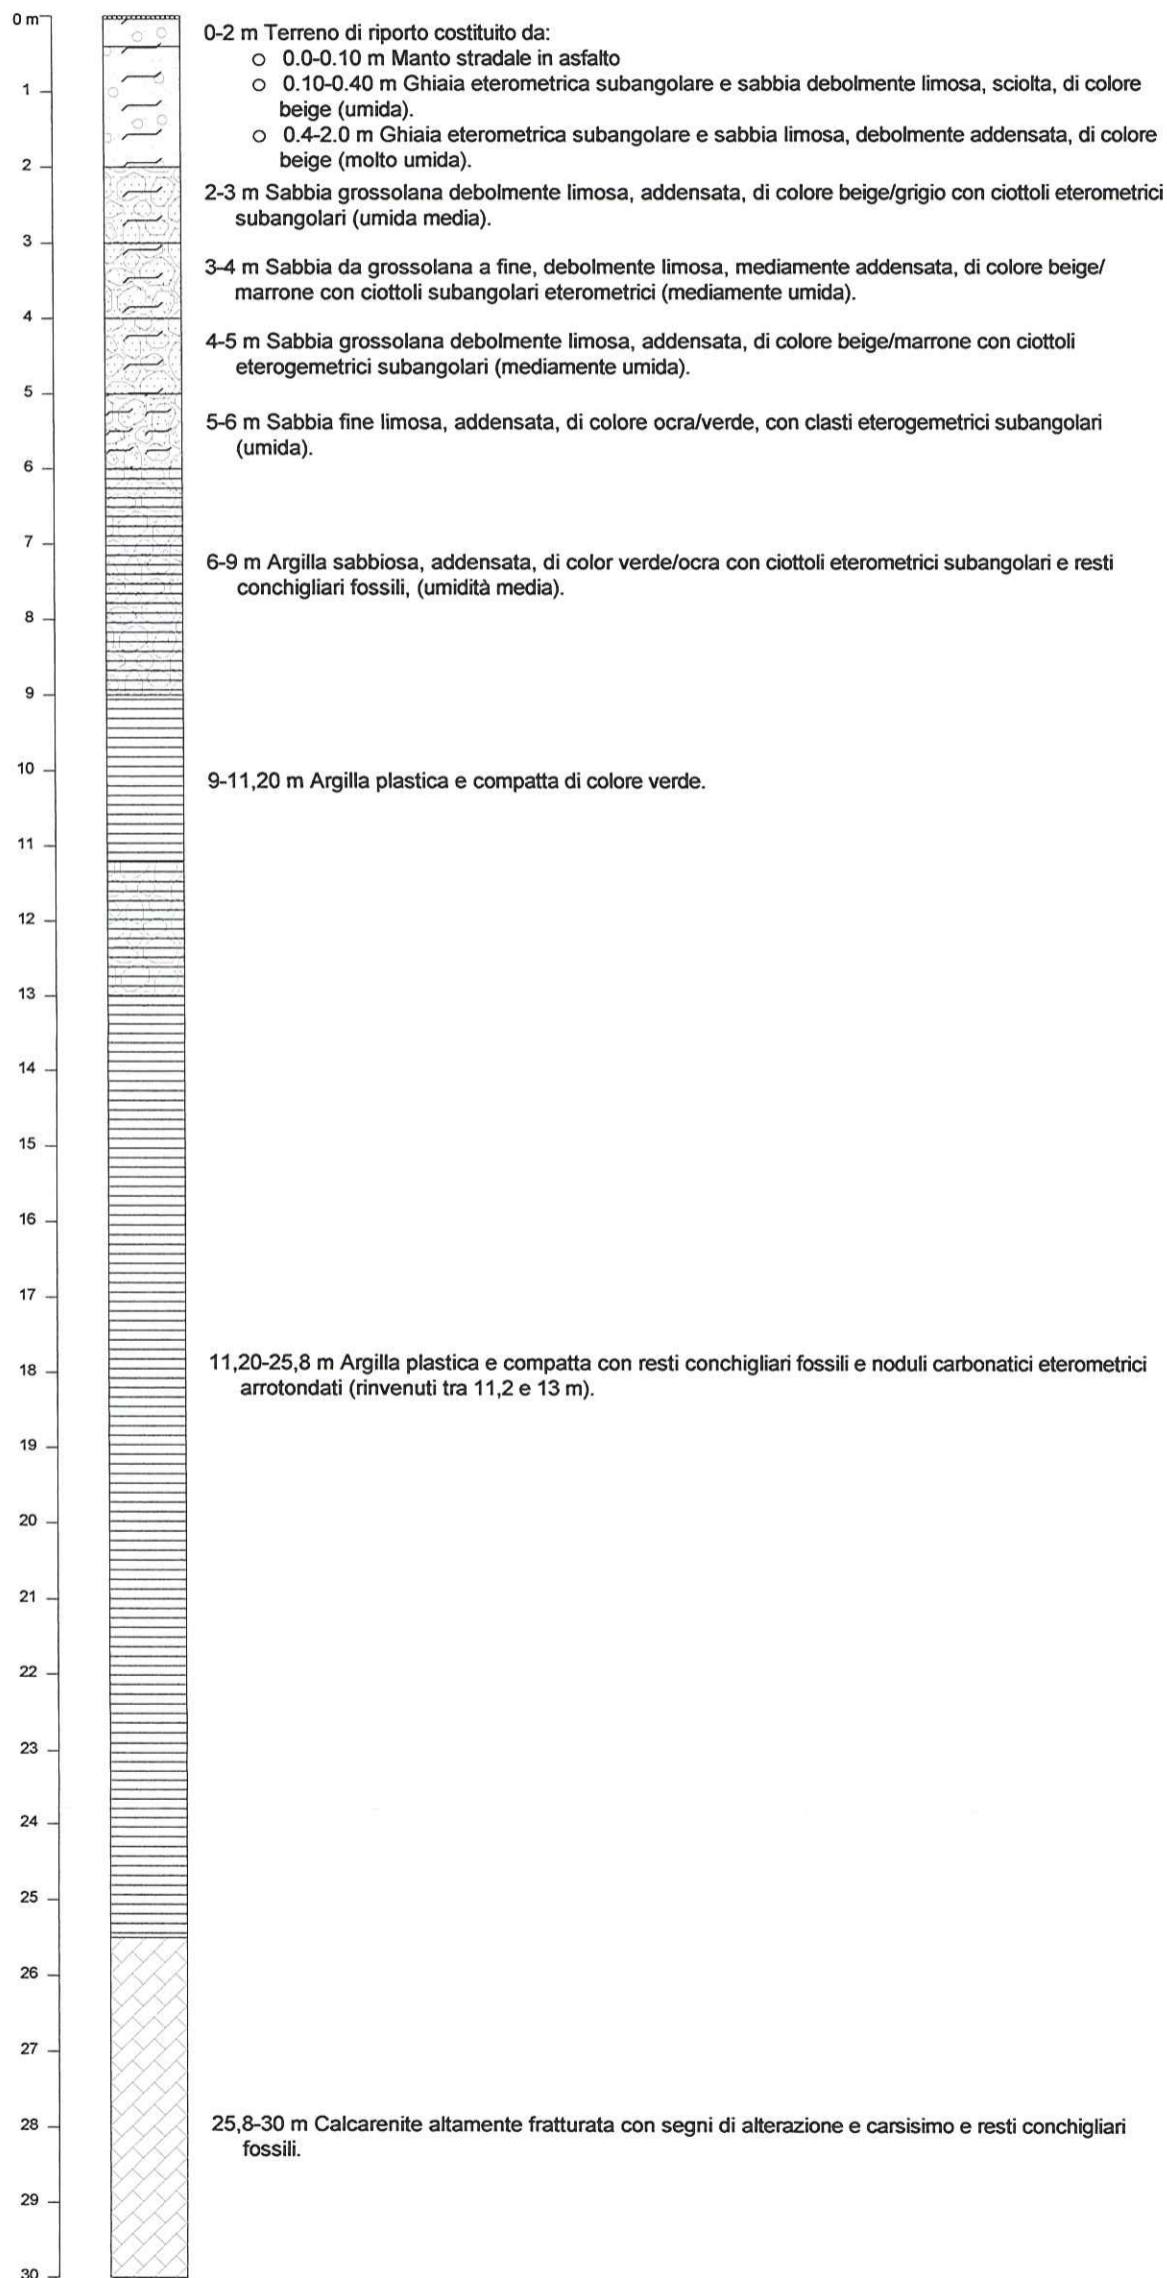 0 m
0-2 m Terreno di riporto costituito da:
o 0.0-0.10 m Manto stradale in asfalto
o 0.10-0.40 m Ghiaia eterometrica subangolare e sabbia debolmente limosa, sciolta, di colore
beige (umida).
1
o 0.4-2.0 m Ghiaia eterometrica subangolare e sabbia limosa, debolmente addensata, di colore
beige (molto umida).
2
2-3 m Sabbia grossolana debolmente limosa, addensata, di colore beige/grigio con ciottoli eterometrici
subangolari (umida media).
3
3-4 m Sabbia da grossolana a fine, debolmente limosa, mediamente addensata, di colore beige/
marrone con ciottoli subangolari eterometrici (mediamente umida).
4
4-5 m Sabbia grossolana debolmente limosa, addensata, di colore beige/marrone con ciottoli
eterogemetrici subangolari (mediamente umida).
5
5-6 m Sabbia fine limosa, addensata, di colore ocra/verde, con clasti eterogemetrici subangolari
(umida).
6
7
6-9 m Argilla sabbiosa, addensata, di color verde/ocra con ciottoli eterometrici subangolari e resti
conchigliari fossili, (umidità media).
8
9
10
9-11,20 m Argilla plastica e compatta di colore verde.
11
12
13
14
15
16
17
11,20-25,8 m Argilla plastica e compatta con resti conchigliari fossili e noduli carbonatici eterometrici
18
arrotondati (rinvenuti tra 11,2 e 13 m).
19
20
21
22
23
24
25
26
27
28
25,8-30 m Calcarenite altamente fratturata con segni di alterazione e carsisimo e resti conchigliari
fossili.
29
30